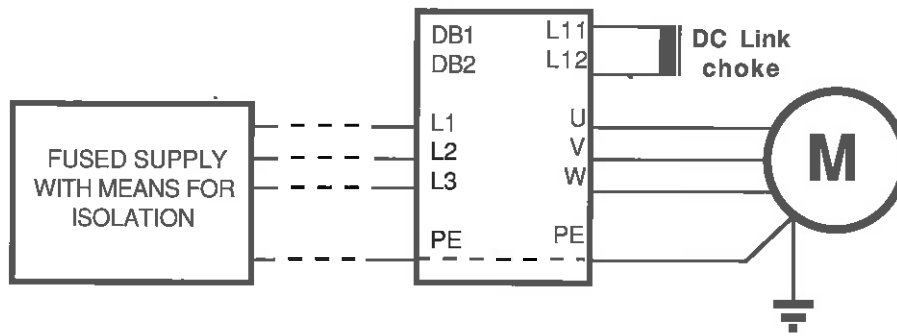 FUSED SUPPLY
WITH MEANS FOR
ISOLATION
DB1
DB2
L1
L2
L3
PE
L11
L12
U
V
W
PE
DC Link
choke
M